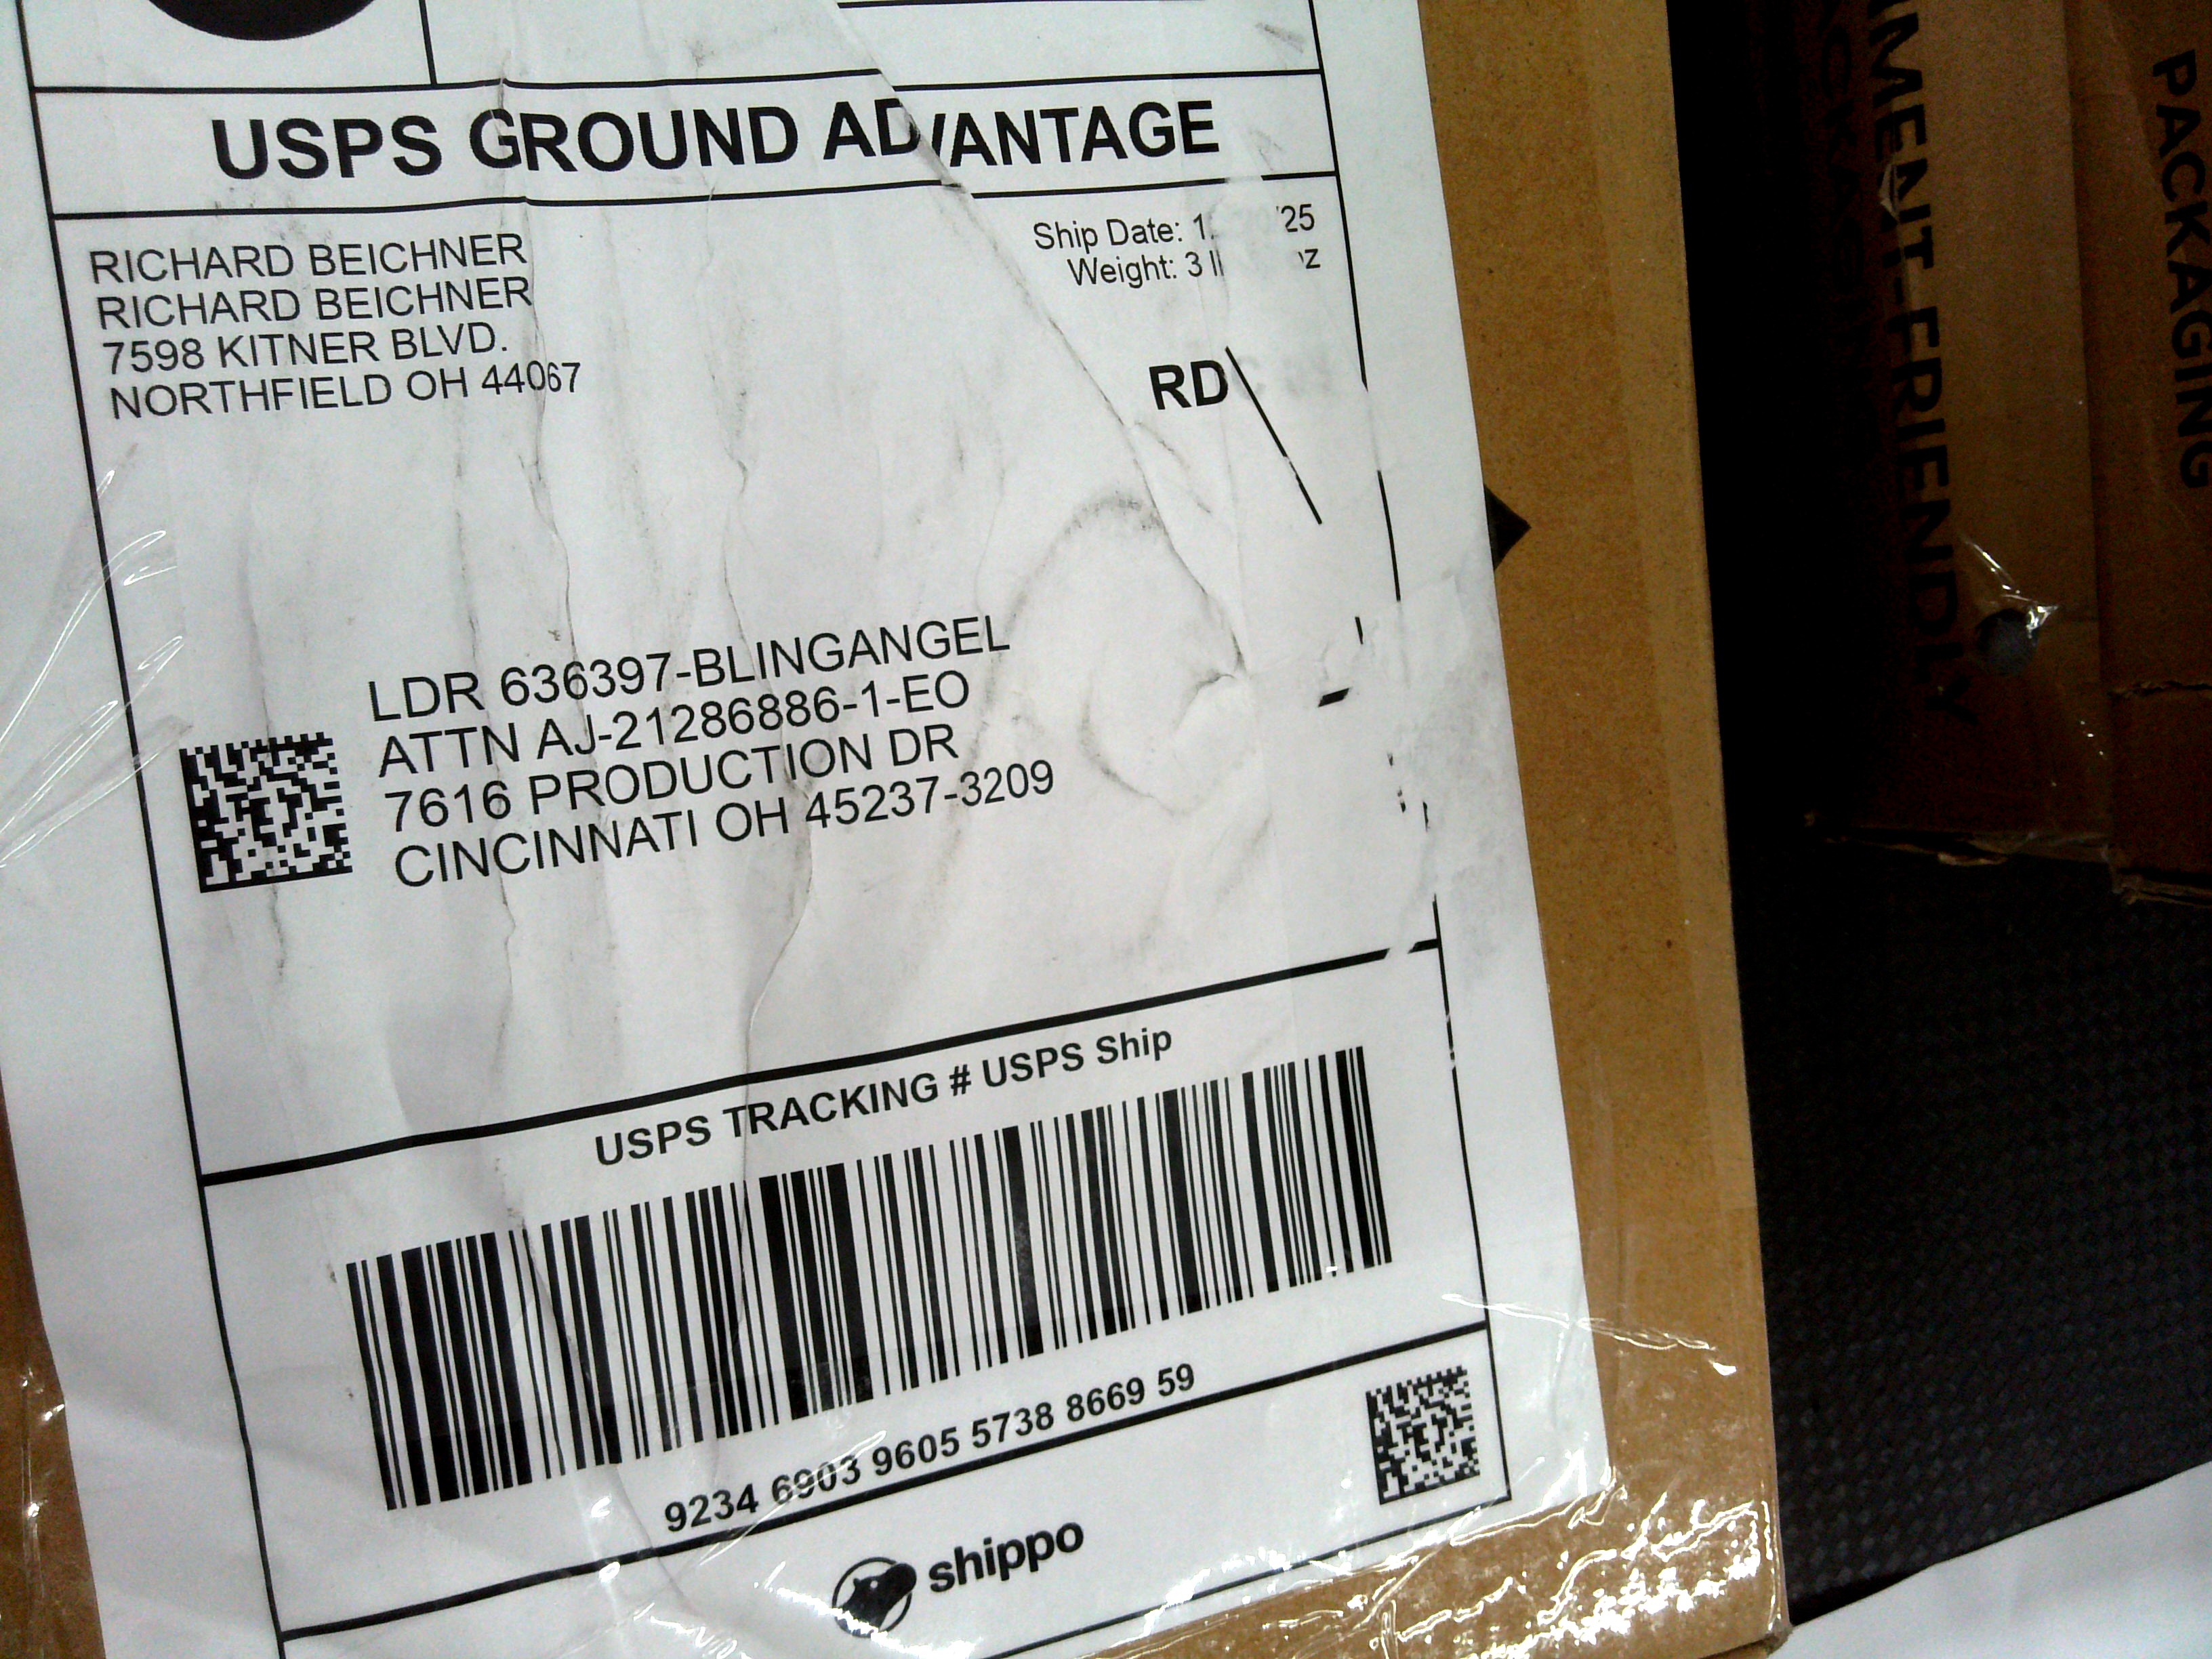 USPS GROUND ADVANTAGE
RICHARD BEICHNER
RICHARD BEICHNER
7598 KITNER BLVD.
NORTHFIELD OH 44067
Ship Date: 1 '25
Weight: 3 l z
RD
LDR 636397-BLINGANGEL
ATTN AJ-21286886-1-EO
7616 PRODUCTION DR
CINCINNATI OH 45237-3209
USPS TRACKING # USPS Ship
9234 6903 9605 5738 8669 59
shippo
PACKAGING